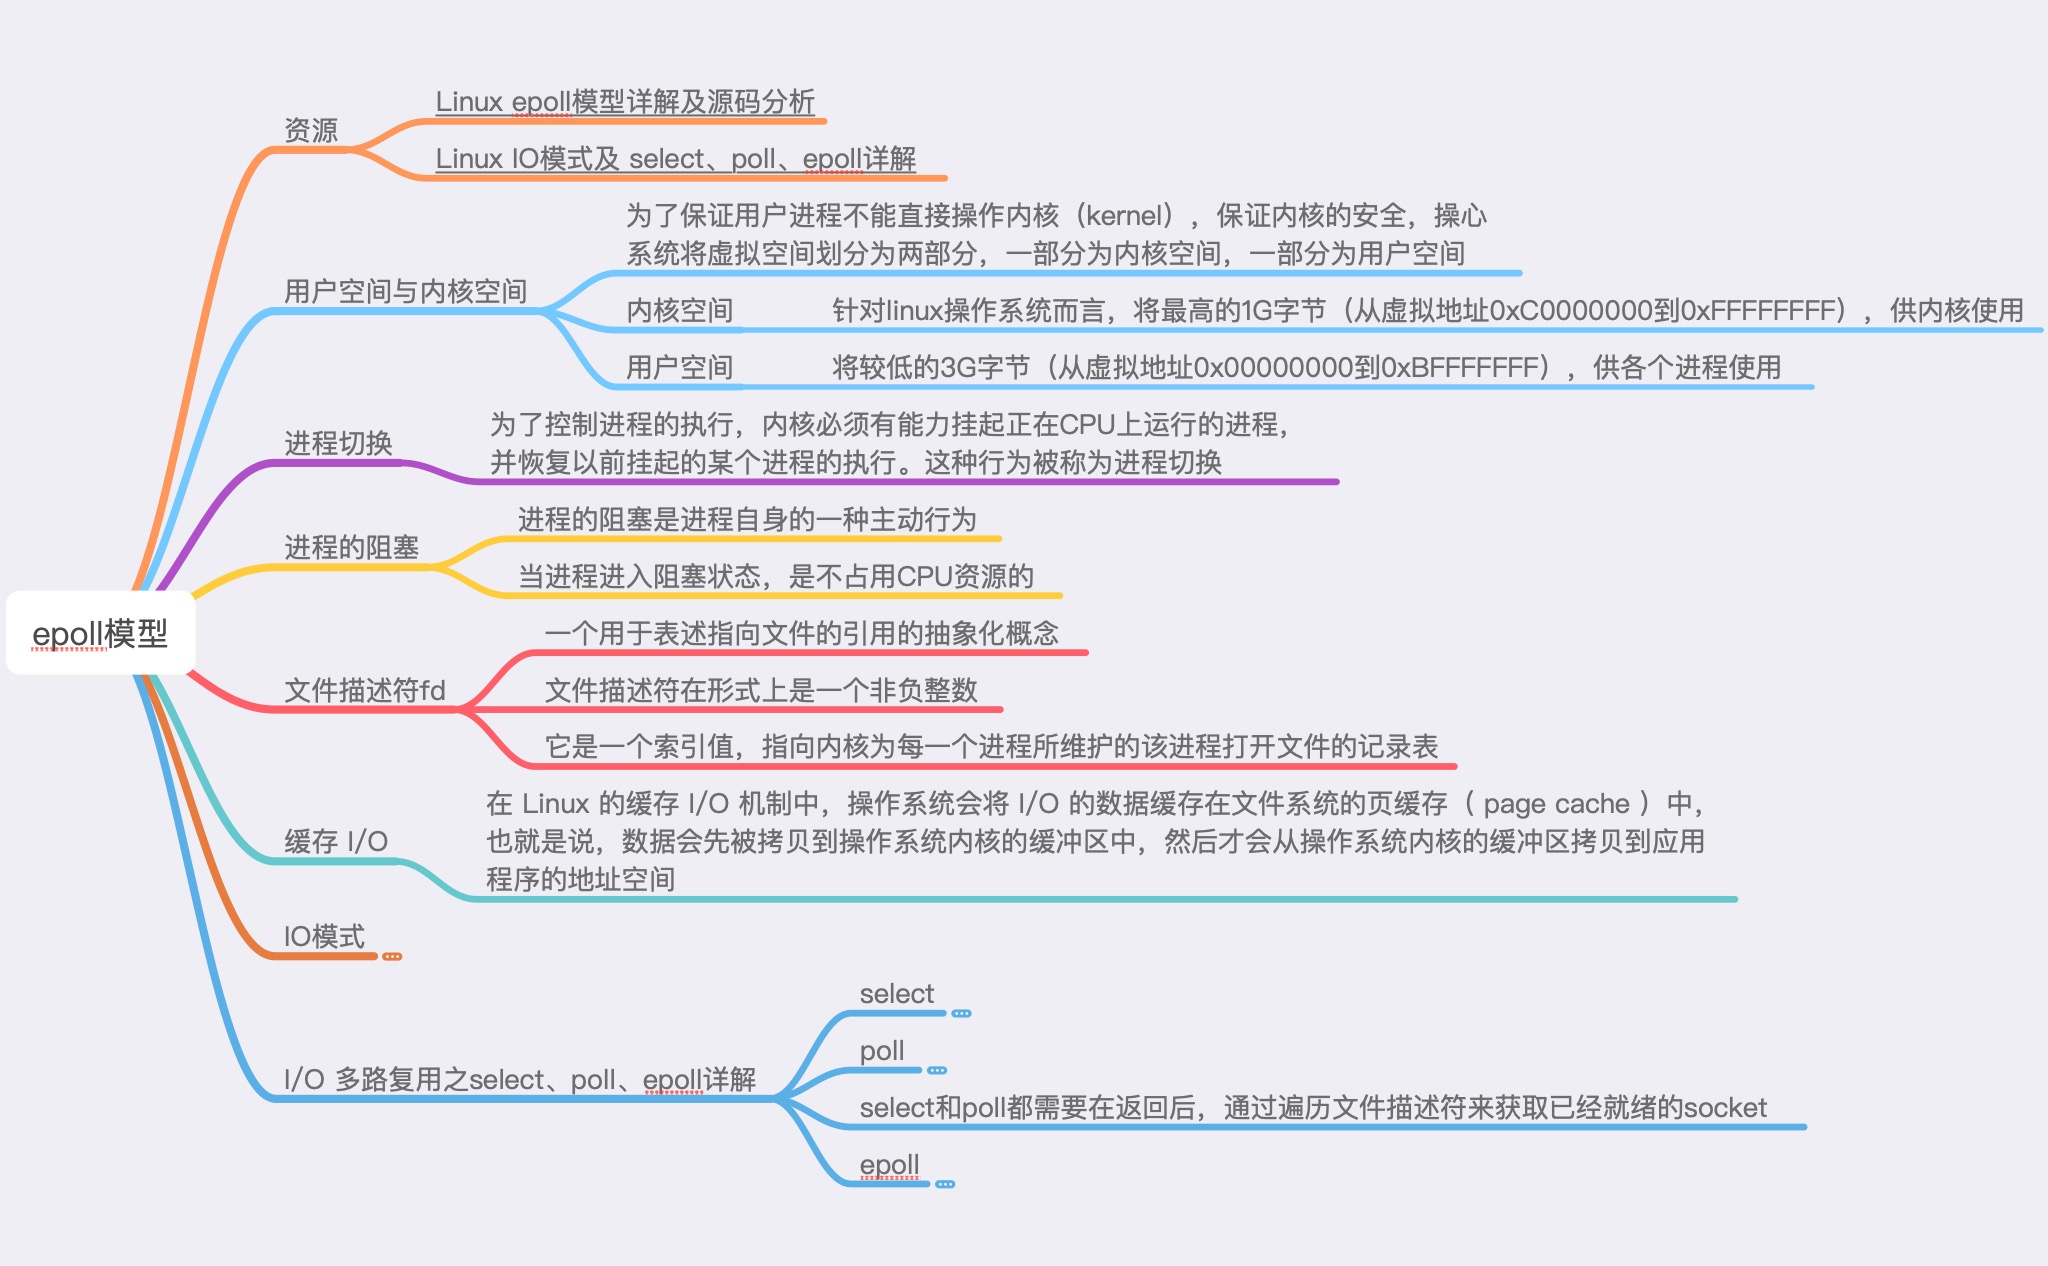 Linux epoll模型详解及源码分析
资源
Linux IO模式及 select、poll、epoll详解
为了保证用户进程不能直接操作内核（kernel），保证内核的安全，操心
系统将虚拟空间划分为两部分，一部分为内核空间，一部分为用户空间
用户空间与内核空间
内核空间
针对linux操作系统而言，将最高的1G字节（从虚拟地址0xC0000000到0xFFFFFFFF），供内核使用
用户空间
将较低的3G字节（从虚拟地址0x00000000到0xBFFFFFFF），供各个进程使用
进程切换
为了控制进程的执行，内核必须有能力挂起正在CPU上运行的进程，
并恢复以前挂起的某个进程的执行。这种行为被称为进程切换
进程的阻塞是进程自身的一种主动行为
进程的阻塞
当进程进入阻塞状态，是不占用CPU资源的
epoll模型
一个用于表述指向文件的引用的抽象化概念
文件描述符fd
文件描述符在形式上是一个非负整数
它是一个索引值，指向内核为每一个进程所维护的该进程打开文件的记录表
在 Linux 的缓存 I/O 机制中，操作系统会将 I/O 的数据缓存在文件系统的页缓存（ page cache ）中，
缓存 I/O
也就是说，数据会先被拷贝到操作系统内核的缓冲区中，然后才会从操作系统内核的缓冲区拷贝到应用
程序的地址空间
IO模式
select
poll
I/O 多路复用之select、poll、epoll详解
select和poll都需要在返回后，通过遍历文件描述符来获取已经就绪的socket
epoll